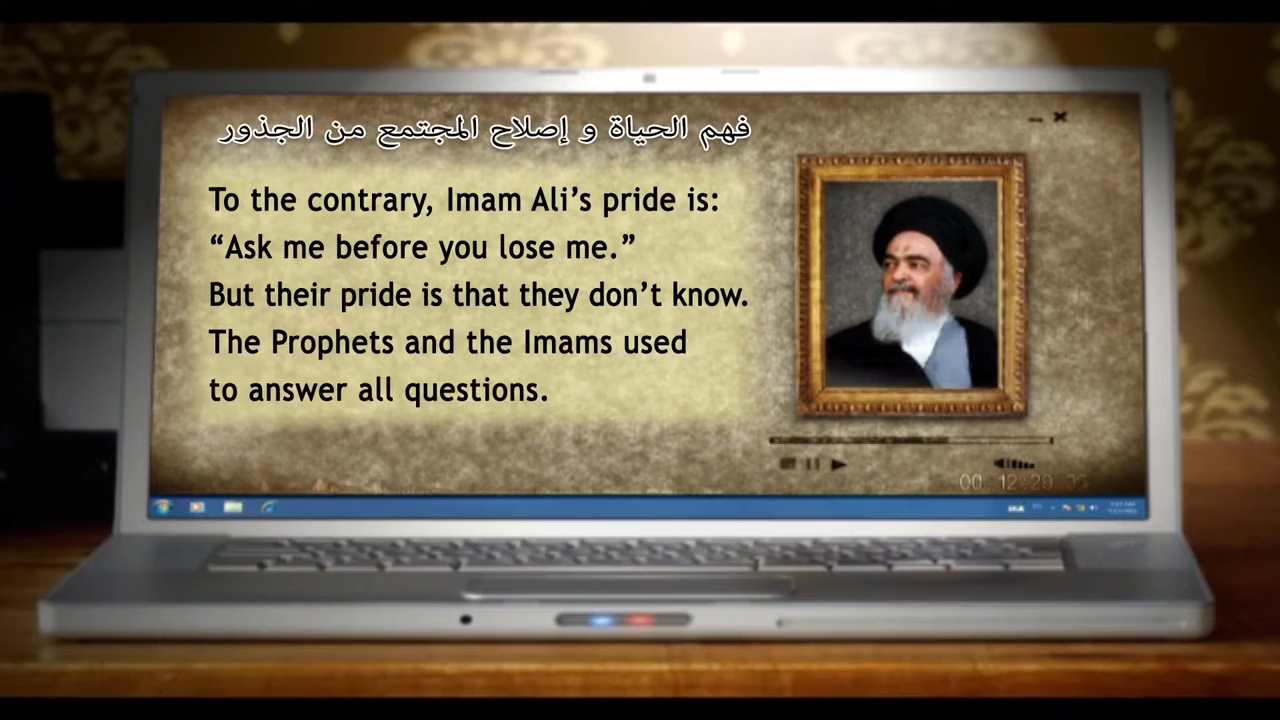 فهم الحياة و إصلاح المجتمع من الجذور
To the contrary, Imam Ali’s pride is:
“Ask me before you lose me.”
But their pride is that they don’t know.
The Prophets and the Imams used
to answer all questions.